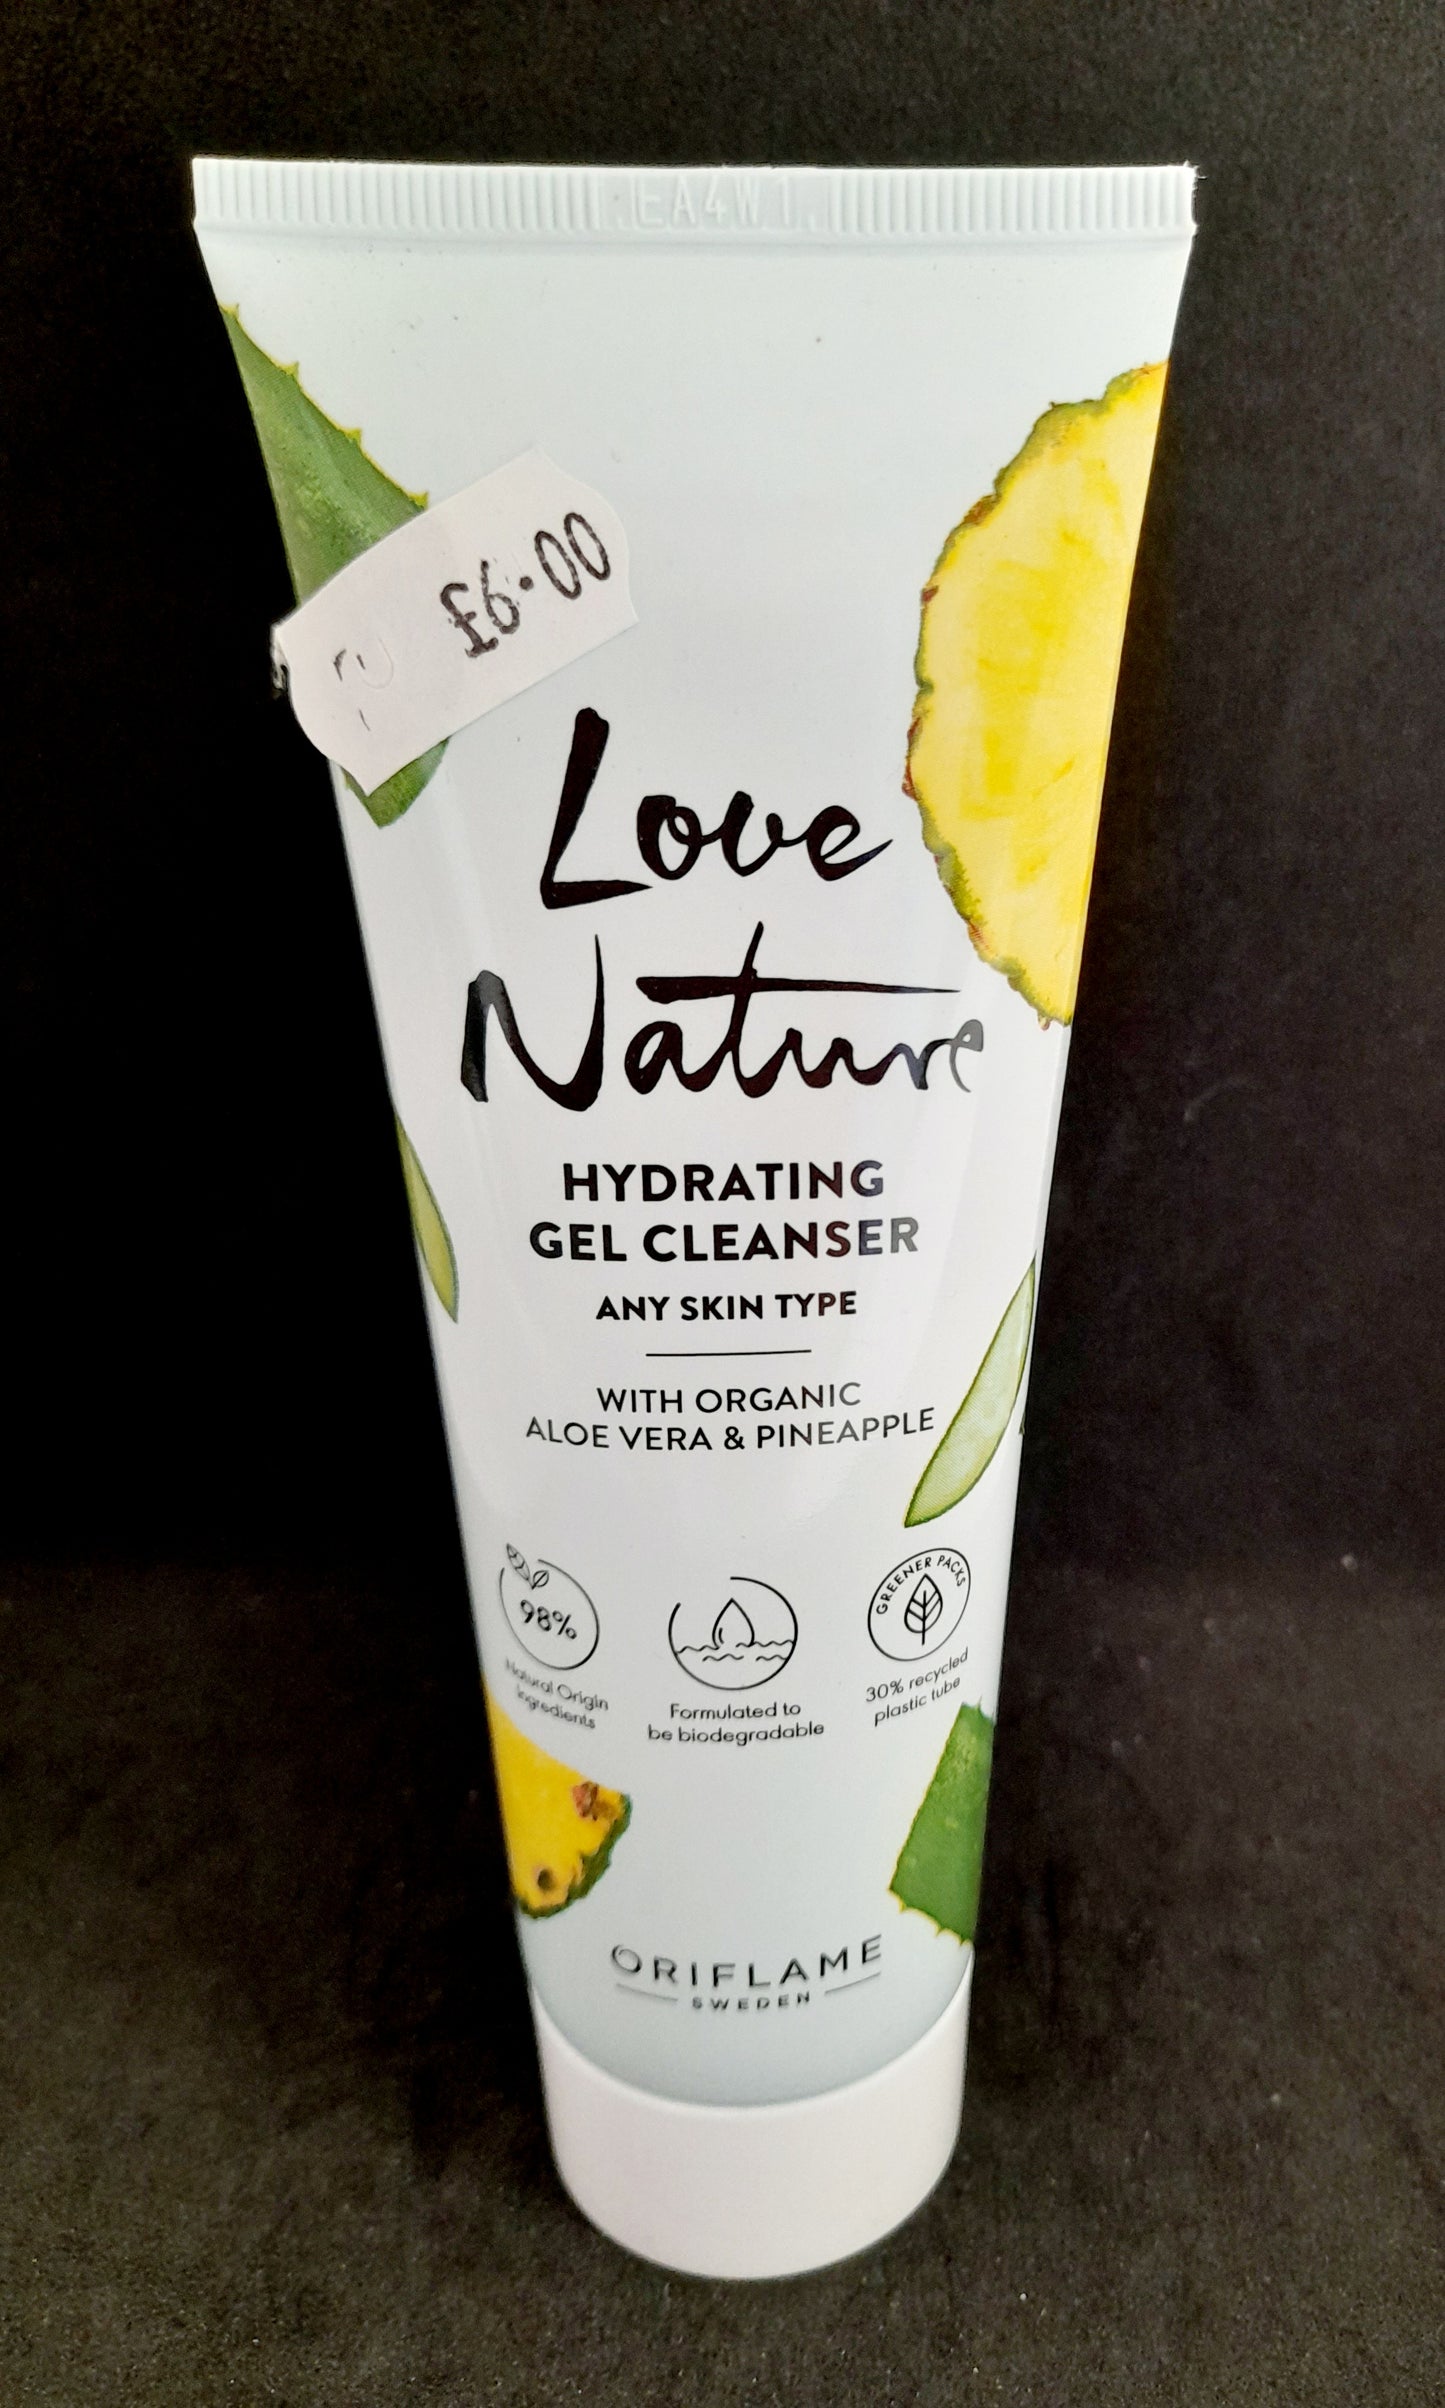 .EA4W1.
£6.00
Love
Nature
HYDRATING
GEL CLEANSER
ANY SKIN TYPE
WITH ORGANIC
ALOE VERA & PINEAPPLE
98%
Natural Origin
Ingredients
Formulated to
be biodegradable
GREENER PACKS
30% recycled
plastic tube
ORIFLAME
SWEDEN